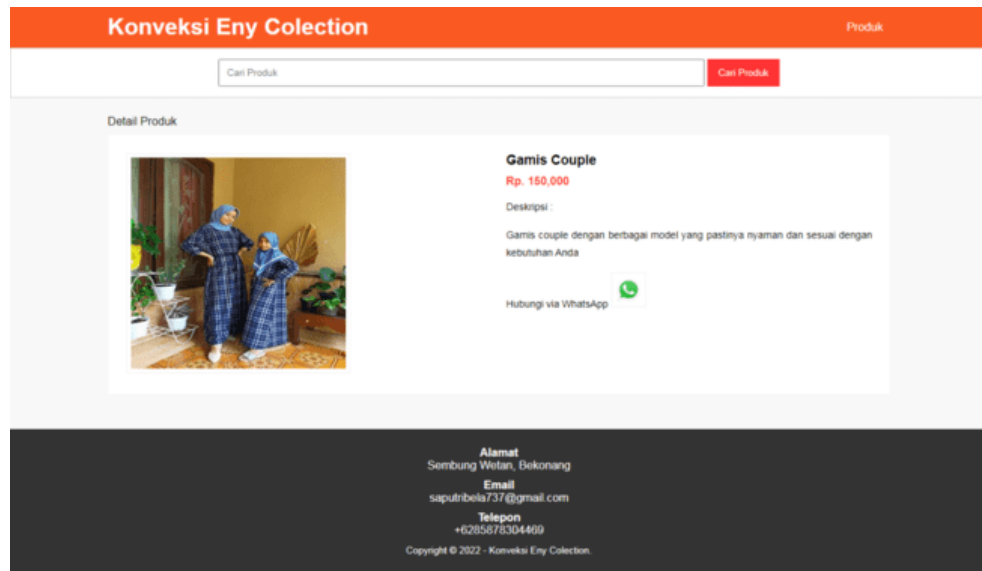 Konveksi Eny Colection
Produk
Cari Produk
Cari Produk
Detail Produk
Gamis Couple
Rp. 150,000
Deskripsi :
Gamis couple dengan berbagai model yang pastinya nyaman dan sesuai dengan
kebutuhan Anda
Hubungi via WhatsApp
Alamat
Sembung Wetan, Bekonang
Email
saputribela737@gmail.com
Telepon
+6285878304469
Copyright © 2022 - Konveksi Eny Colection.